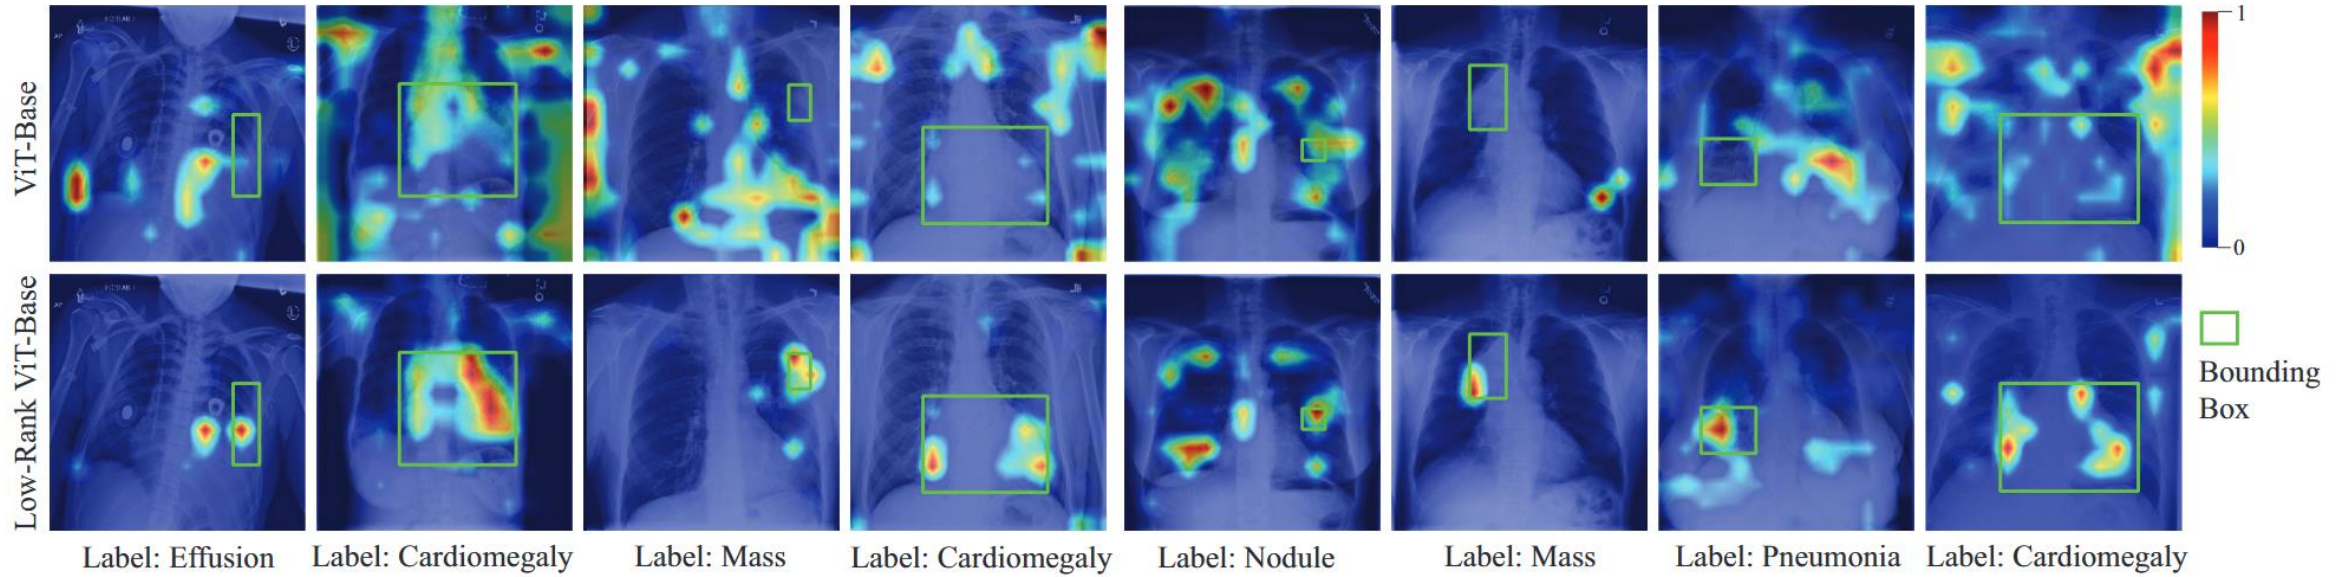 ViT-Base
1
0
Low-Rank ViT-Base
Bounding
Box
Label: Effusion
Label: Cardiomegaly
Label: Mass
Label: Cardiomegaly
Label: Nodule
Label: Mass
Label: Pneumonia
Label: Cardiomegaly